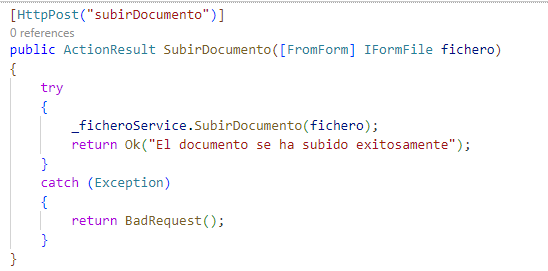 [HttpPost("subirDocumento")]
0 references
public ActionResult SubirDocumento([FromForm] IFormFile fichero)
{
    try
    {
        _ficheroService.SubirDocumento(fichero);
        return Ok("El documento se ha subido exitosamente");
    }
    catch (Exception)
    {
        return BadRequest();
    }
}